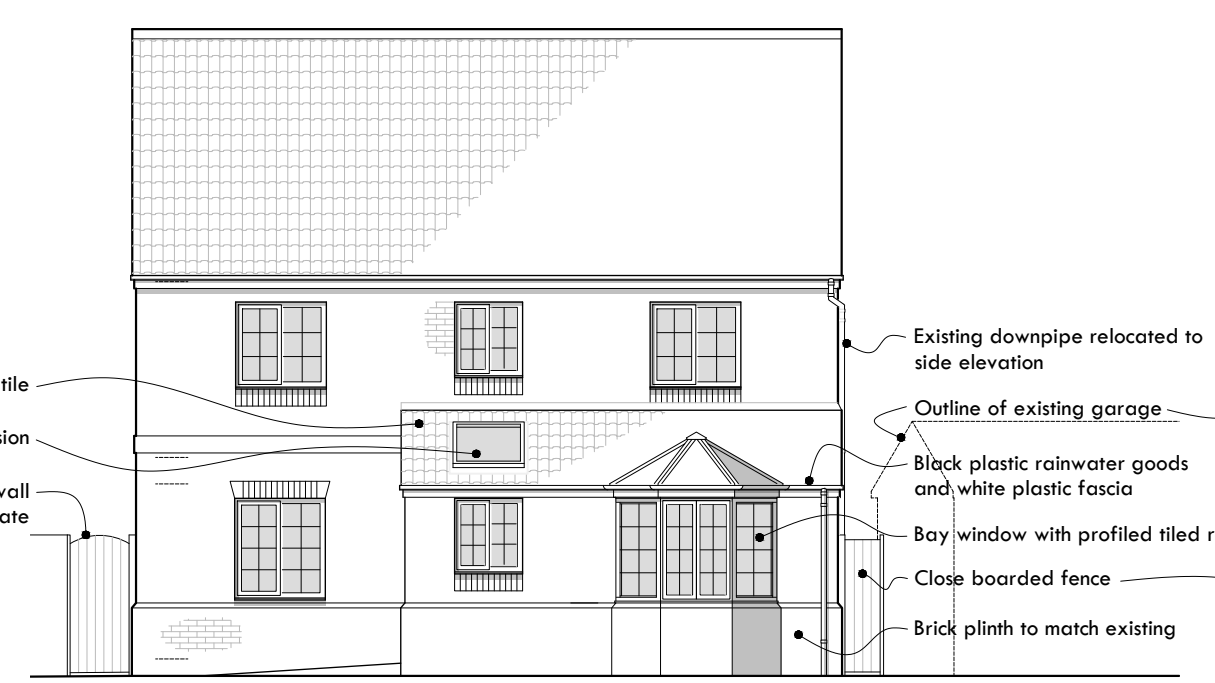 tile
sion
vall
ate
Existing downpipe relocated to
side elevation
Outline of existing garage
Black plastic rainwater goods
and white plastic fascia
Bay window with profiled tiled r
Close boarded fence
Brick plinth to match existing